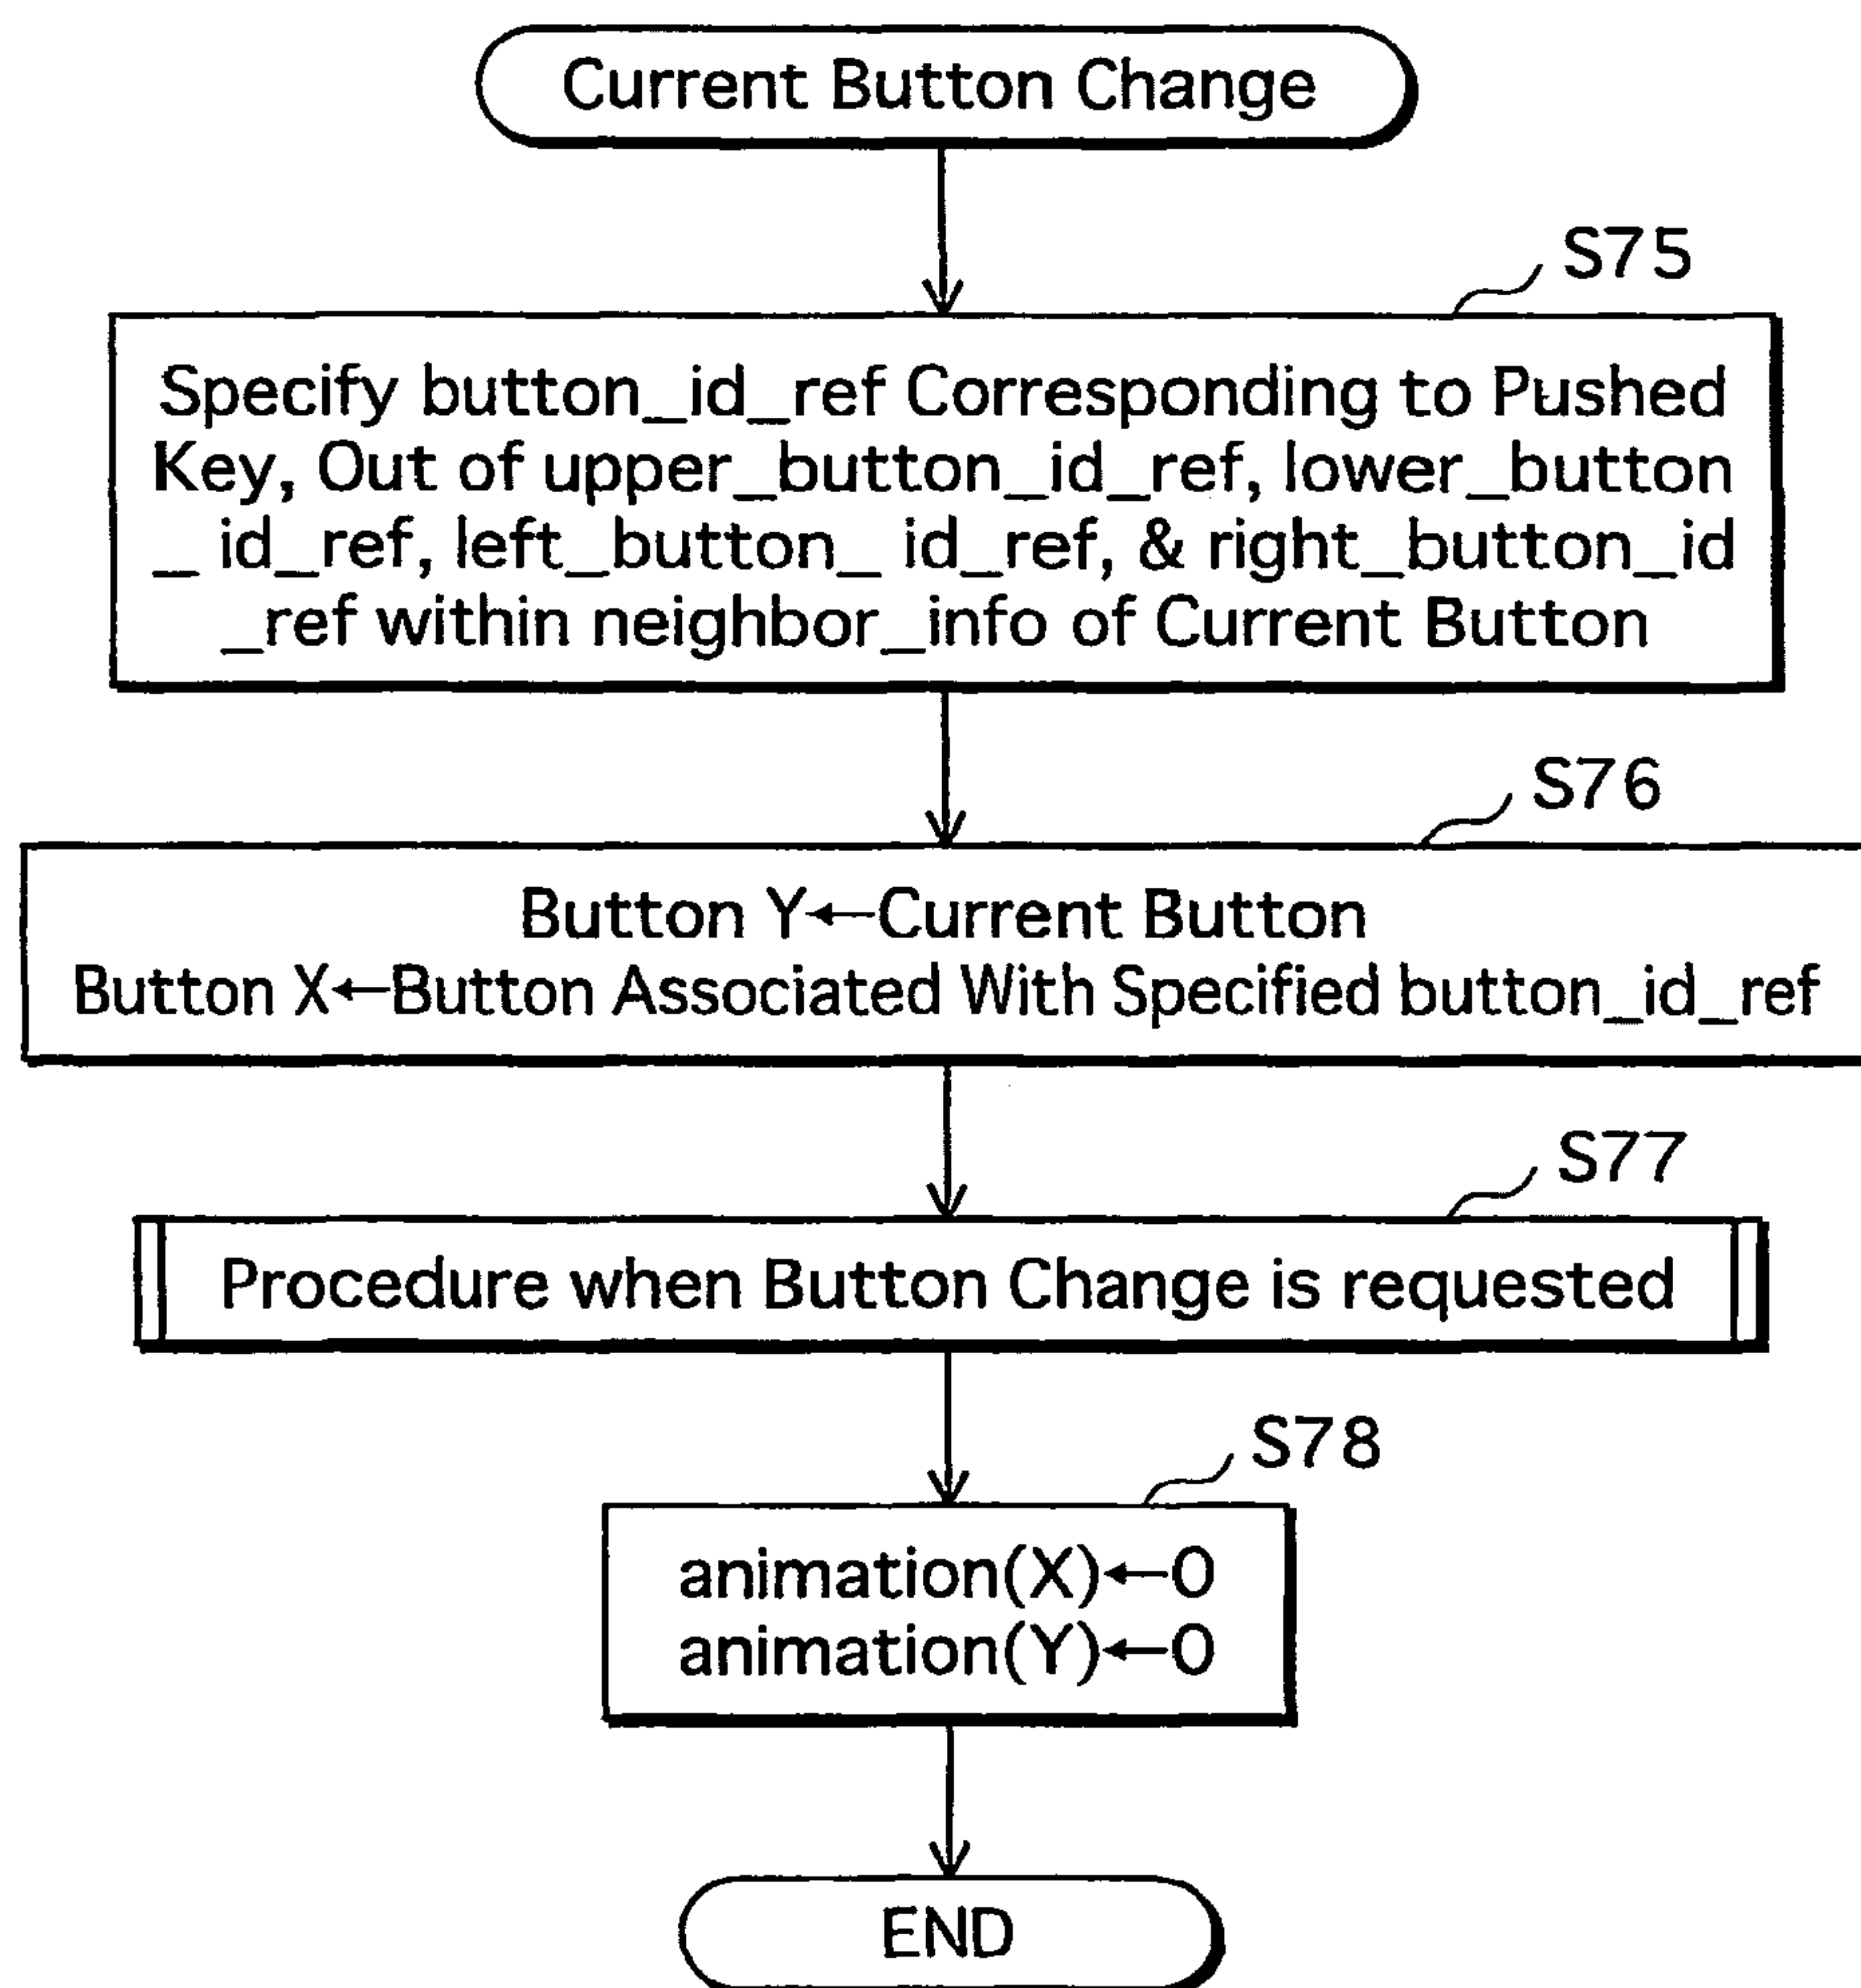 Current Button Change
S75
Specify button_id_ref Corresponding to Pushed
Key, Out of upper_button_id_ref, lower_button
_ id_ref, left_button_ id_ref, & right_button_id
_ref within neighbor_info of Current Button
S76
Button Y←Current Button
Button X←Button Associated With Specified button_id_ref
S77
Procedure when Button Change is requested
S78
animation(X)←0
animation(Y)←0
END